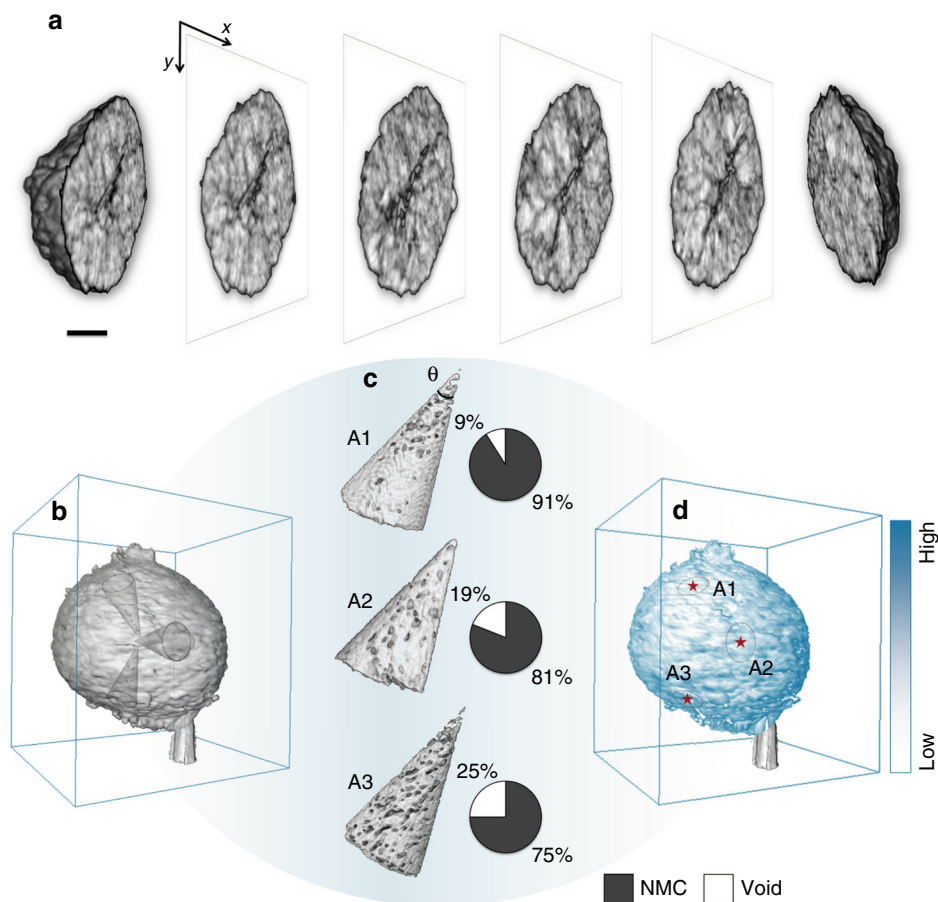 a
x
y
c
θ
9%
A1
91%
b
d
High
Low
A2
19%
81%
A1
A2
A3
A3
25%
75%
NMC
Void